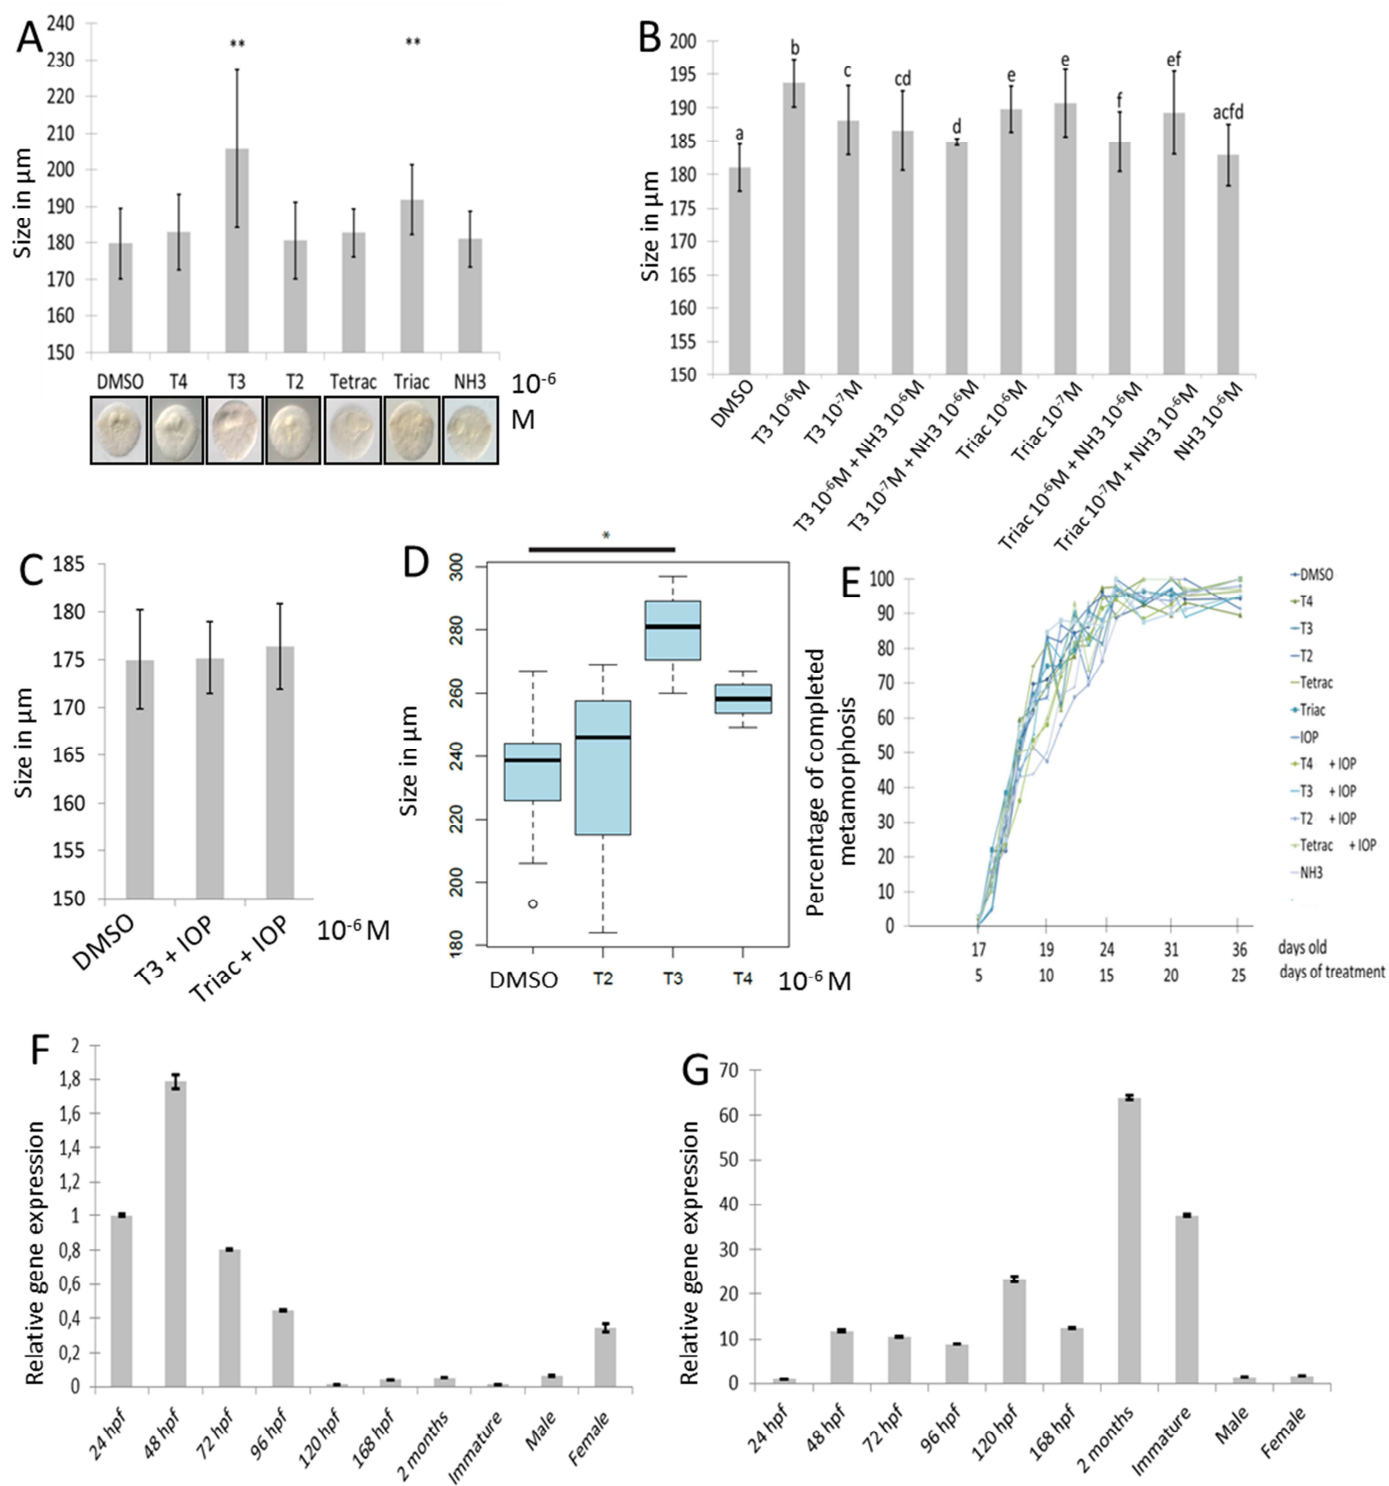 A
240
230
220
210
200
190
180
170
160
150
Size in µm
**
**
DMSO T4 T3 T2 Tetrac Triac NH3
10-6
M
B
200
195
190
185
180
175
170
165
160
155
150
Size in µm
a b c cd d e e f ef acfd
DMSO
T3 10-6M
T3 10-7M
T3 10-6M + NH3 10-6M
T3 10-7M + NH3 10-6M
Triac 10-6M
Triac 10-7M
Triac 10-6M + NH3 10-6M
Triac 10-7M + NH3 10-6M
NH3 10-6M
C
185
180
175
170
165
160
155
150
Size in µm
DMSO
T3 + IOP
Triac + IOP
10-6 M
D
*
300
280
260
240
220
200
180
Size in µm
DMSO T2 T3 T4 10-6 M
E
100
90
80
70
60
50
40
30
20
10
0
Percentage of completed
metamorphosis
17 19 24 31 36 days old
5 10 15 20 25 days of treatment
DMSO
T4
T3
T2
Tetrac
Triac
IOP
T4 + IOP
T3 + IOP
T2 + IOP
Tetrac + IOP
NH3
F
2
1,8
1,6
1,4
1,2
1
0,8
0,6
0,4
0,2
0
Relative gene expression
24 hpf
48 hpf
72 hpf
96 hpf
120 hpf
168 hpf
2 months
Immature
Male
Female
G
70
60
50
40
30
20
10
0
Relative gene expression
24 hpf
48 hpf
72 hpf
96 hpf
120 hpf
168 hpf
2 months
Immature
Male
Female